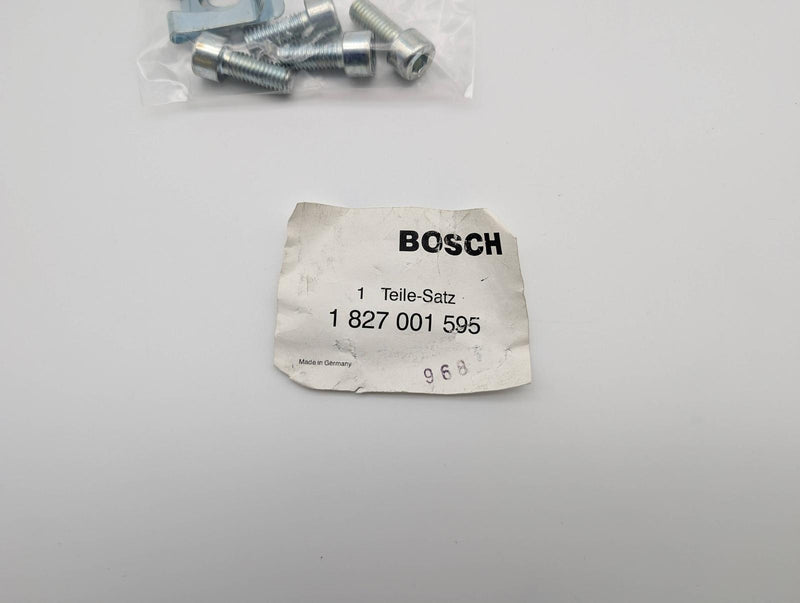 BOSCH
1 Teile-Satz
1 827 001 595
Made in Germany
968